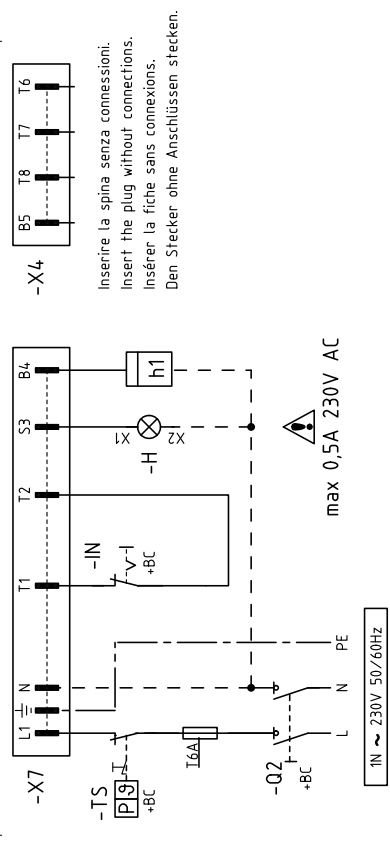 -X7
L1
N
T1
T2
S3
B4
-X4
B5
T8
T7
T6
Inserire la spina senza connessioni.
Insert the plug without connections.
Insérer la fiche sans connexions.
Den Stecker ohne Anschlüssen stecken.
-TS
P
ϑ
+BC
T6A
-Q2
+BC
-IN
+BC
-H
X1
X2
h1
max 0,5A 230V AC
L
N
PE
1N ~ 230V 50/60Hz